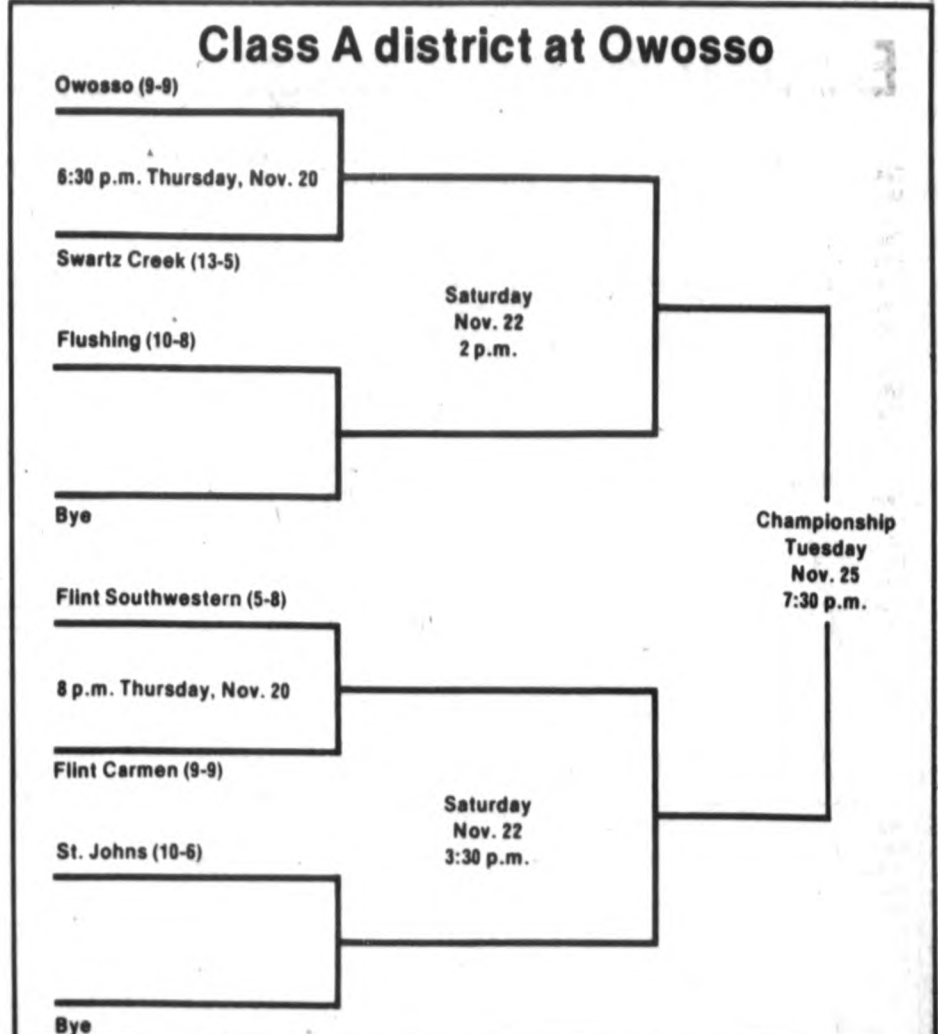 Class A district at Owosso
Owosso (9-9)
6:30 p.m. Thursday, Nov. 20
Swartz Creek (13-5)
Saturday
Nov. 22
2 p.m.
Flushing (10-8)
Bye
Championship
Tuesday
Nov. 25
7:30 p.m.
Flint Southwestern (5-8)
8 p.m. Thursday, Nov. 20
Flint Carmen (9-9)
Saturday
Nov. 22
3:30 p.m.
St. Johns (10-6)
Bye